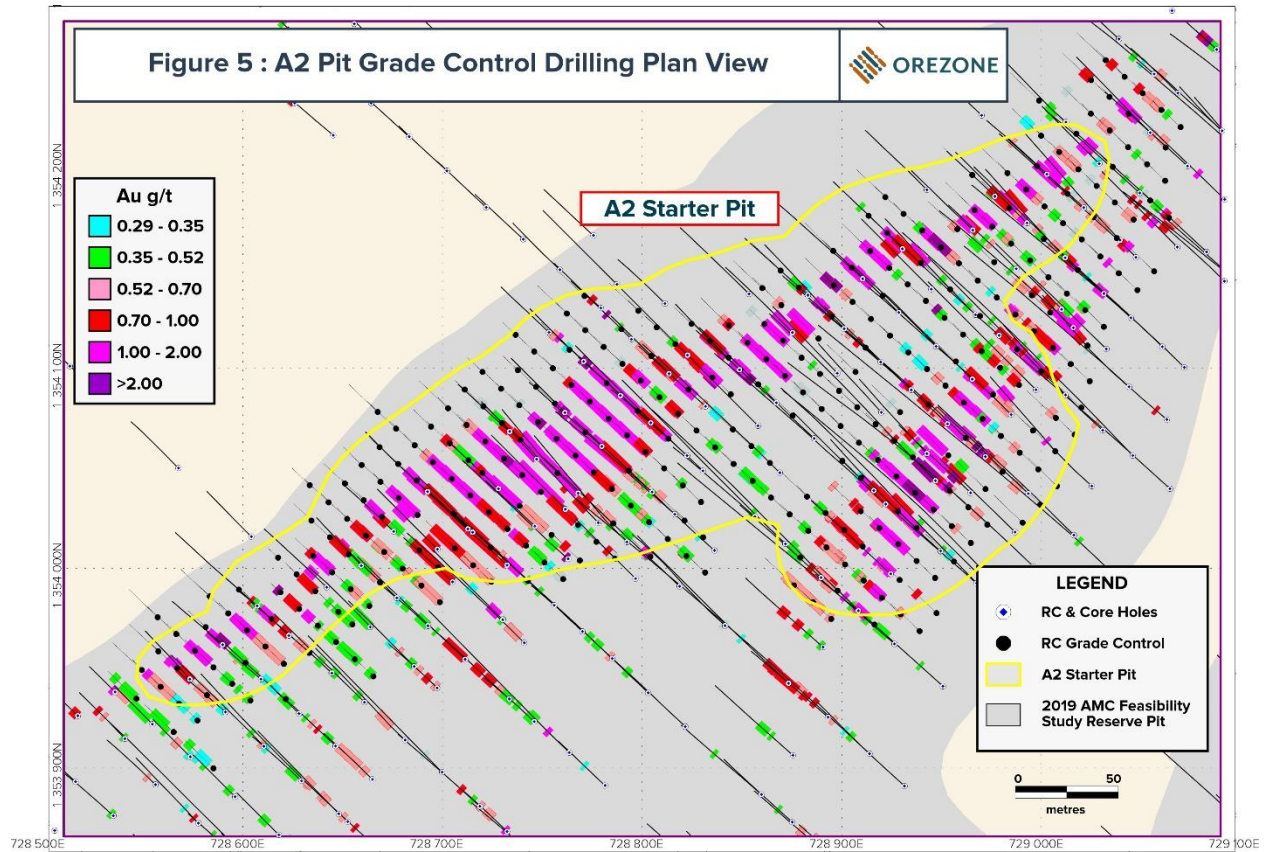 Figure 5 : A2 Pit Grade Control Drilling Plan View
OREZONE
1 354 200N
1 354 100N
1 354 000N
1 353 900N
Au g/t
0.29 - 0.35
0.35 - 0.52
0.52 - 0.70
0.70 - 1.00
1.00 - 2.00
>2.00
A2 Starter Pit
LEGEND
RC & Core Holes
RC Grade Control
A2 Starter Pit
2019 AMC Feasibility
Study Reserve Pit
0 50
metres
728 500E 728 600E 728 700E 728 800E 728 900E 729 000E 729 100E